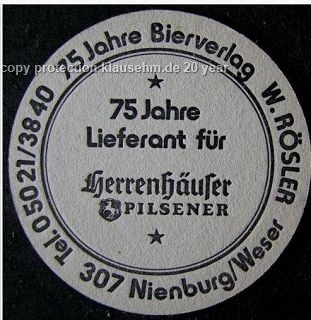 75 Jahre Bierverlag W. RÖSLER
Tel. 05021/3840 307 Nienburg/Weser
75 Jahre
Lieferant für
Herrenhäuser
PILSENER
copy protection klausehm.de 20 year